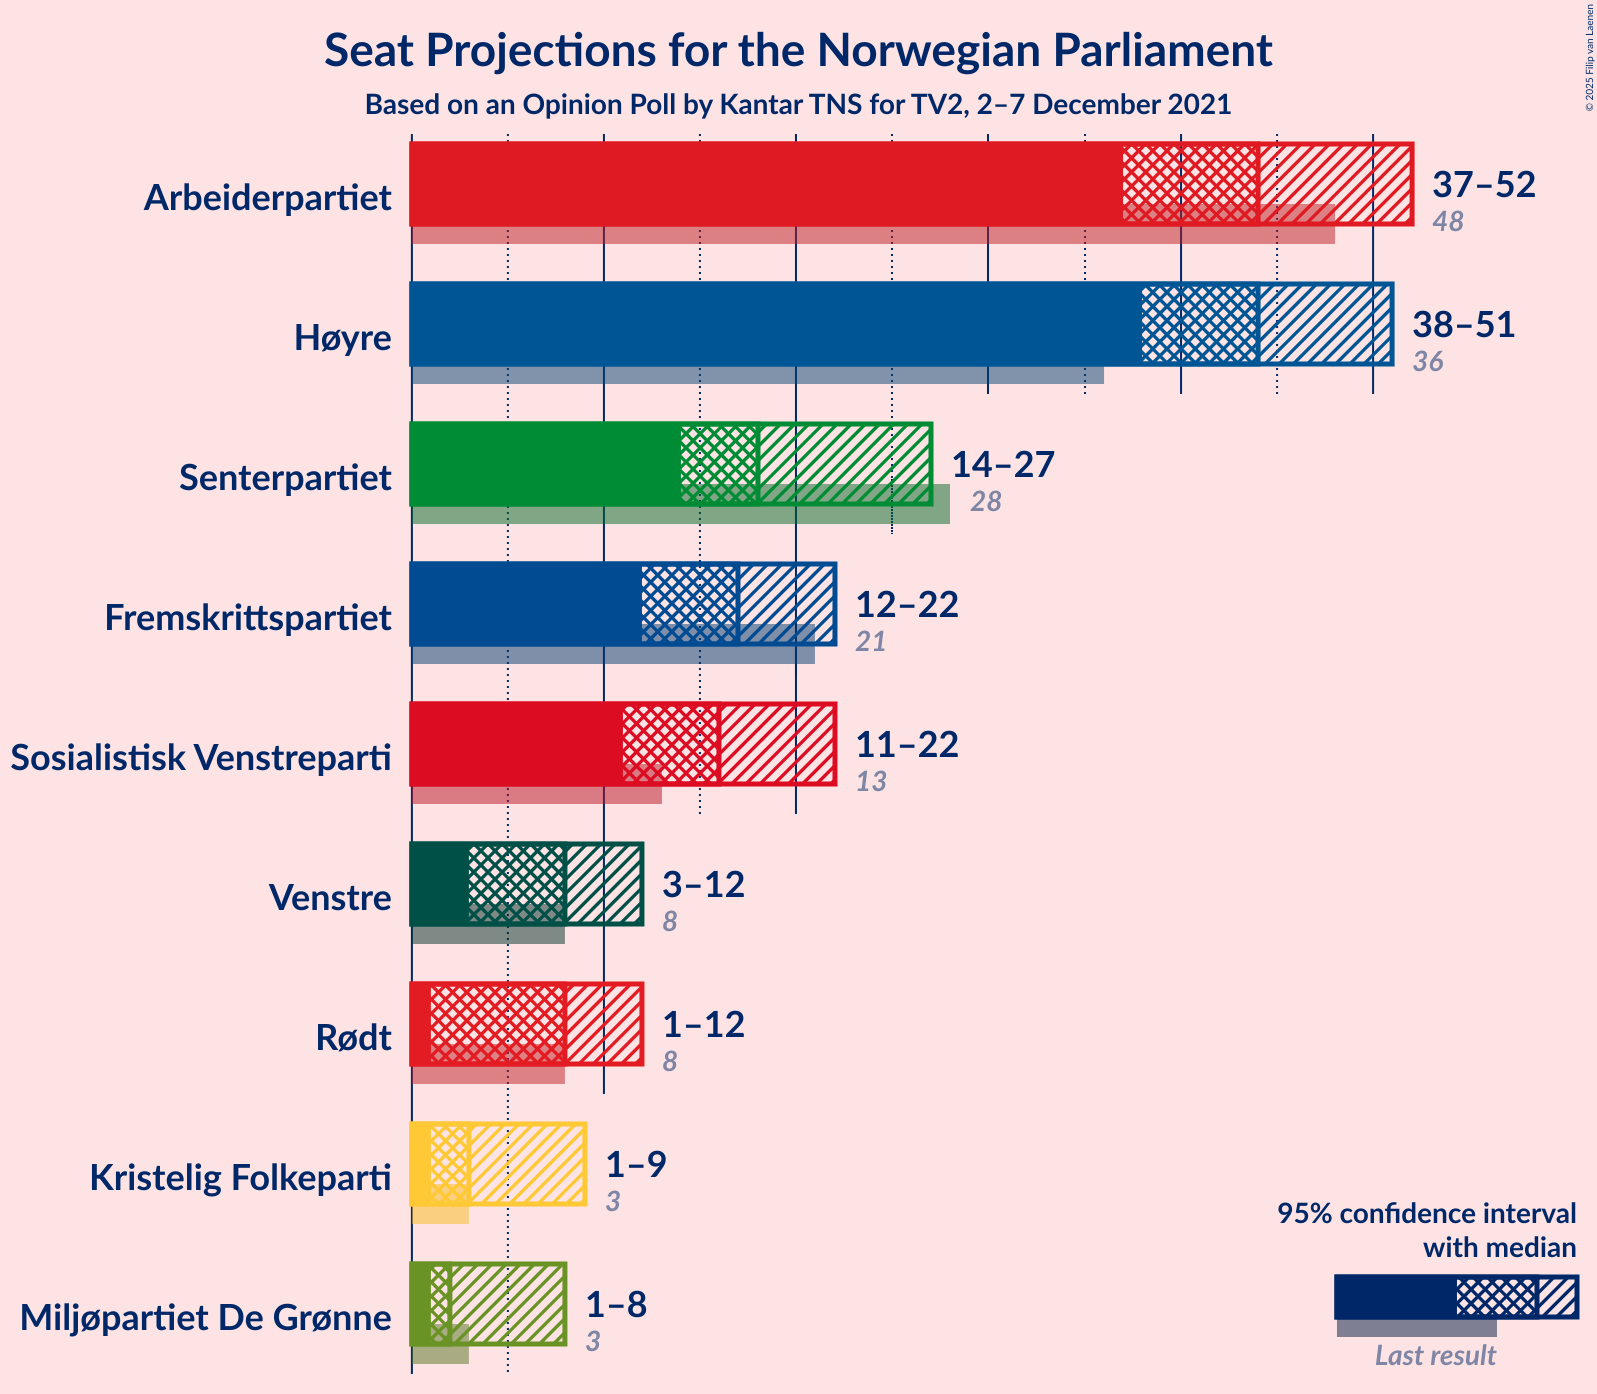 Seat Projections for the Norwegian Parliament
Based on an Opinion Poll by Kantar TNS for TV2, 2–7 December 2021
© 2025 Filip van Laenen
Arbeiderpartiet
37–52
48
Høyre
38–51
36
Senterpartiet
14–27
28
Fremskrittspartiet
12–22
21
Sosialistisk Venstreparti
11–22
13
Venstre
3–12
8
Rødt
1–12
8
Kristelig Folkeparti
1–9
3
Miljøpartiet De Grønne
1–8
3
95% confidence interval
with median
Last result